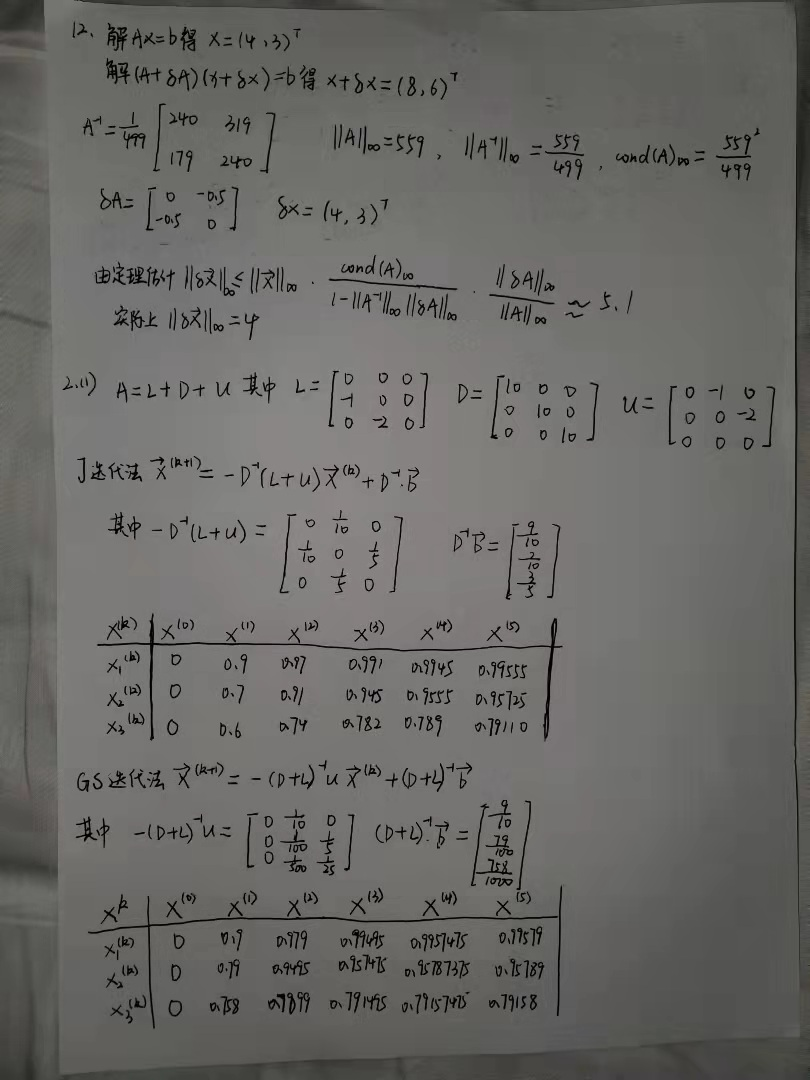 12. 解Ax=b得 x=(4,3)ᵀ
解(A+δA)(x+δx)=b得 x+δx=(8,6)ᵀ
A⁻¹= 1/499 [240 319; 179 240] ‖A‖∞=559, ‖A⁻¹‖∞=559/499, cond(A)∞=559²/499
δA=[0 -0.5; -0.5 0] δx=(4,3)ᵀ
由定理估计 ‖δx⃗‖∞≤‖x⃗‖∞ · cond(A)∞/(1-‖A⁻¹‖∞‖δA‖∞) · ‖δA‖∞/‖A‖∞ ≈ 5.1
实际上 ‖δx⃗‖∞=4
2.(1) A=L+D+U 其中 L=[0 0 0; -1 0 0; 0 -2 0] D=[10 0 0; 0 10 0; 0 0 10] U=[0 -1 0; 0 0 -2; 0 0 0]
J迭代法 x⃗⁽ᵏ⁺¹⁾=-D⁻¹(L+U)x⃗⁽ᵏ⁾+D⁻¹·b⃗
其中 -D⁻¹(L+U)=[0 1/10 0; 1/10 0 1/5; 0 1/5 0] D⁻¹b⃗=[9/10; 7/10; 3/5]
X⁽ᵏ⁾ X⁽⁰⁾ X⁽¹⁾ X⁽²⁾ X⁽³⁾ X⁽⁴⁾ X⁽⁵⁾
x₁⁽ᵏ⁾ 0 0.9 0.97 0.991 0.9945 0.99555
x₂⁽ᵏ⁾ 0 0.7 0.91 0.945 0.9555 0.95725
x₃⁽ᵏ⁾ 0 0.6 0.74 0.782 0.789 0.79110
GS迭代法 x⃗⁽ᵏ⁺¹⁾=-(D+L)⁻¹U x⃗⁽ᵏ⁾+(D+L)⁻¹b⃗
其中 -(D+L)⁻¹U=[0 1/10 0; 0 1/100 1/5; 0 1/500 1/25] (D+L)⁻¹·b⃗=[9/10; 79/100; 758/1000]
Xᵏ X⁽⁰⁾ X⁽¹⁾ X⁽²⁾ X⁽³⁾ X⁽⁴⁾ X⁽⁵⁾
x₁⁽ᵏ⁾ 0 0.9 0.979 0.99495 0.9957475 0.99579
x₂⁽ᵏ⁾ 0 0.79 0.9495 0.957475 0.95787375 0.95789
x₃⁽ᵏ⁾ 0 0.758 0.7899 0.791495 0.79157475 0.79158